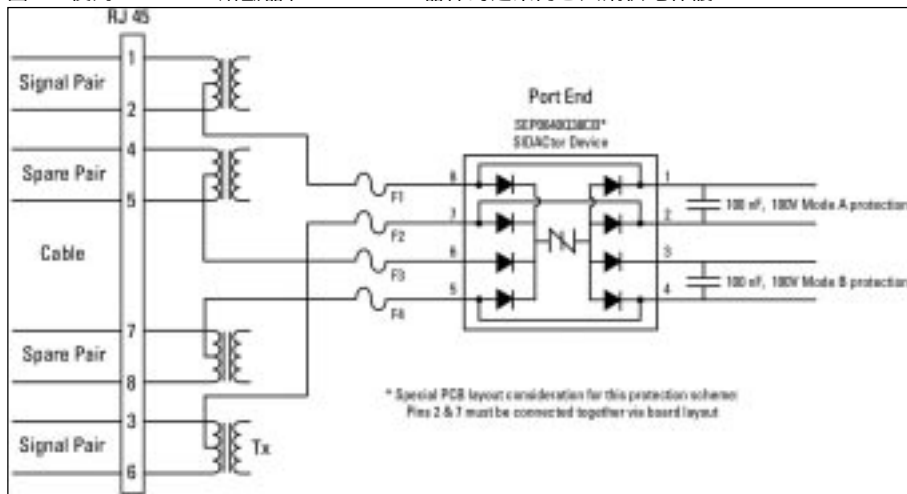 RJ 45
1
Signal Pair
2
4
Spare Pair
5
Cable
7
Spare Pair
8
3
Signal Pair
6
Tx
F1
F2
F3
F4
Port End
SIDACtor Device
8
7
6
5
1
2
3
4
100 nF, 100V Mode A protection
100 nF, 100V Mode B protection
* Special PCB layout consideration for this protection scheme:
Pins 2 & 7 must be connected together via board layout